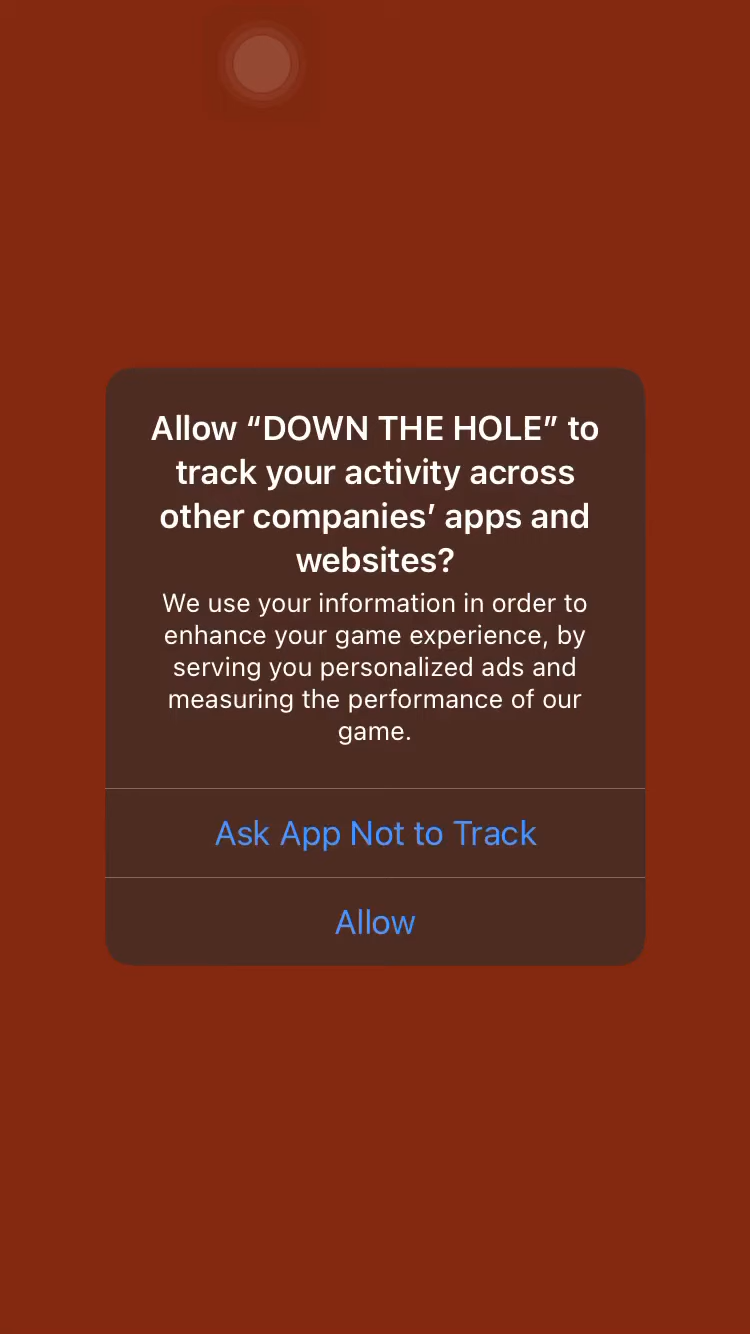 Allow “DOWN THE HOLE” to
track your activity across
other companies’ apps and
websites?
We use your information in order to
enhance your game experience, by
serving you personalized ads and
measuring the performance of our
game.
Ask App Not to Track
Allow